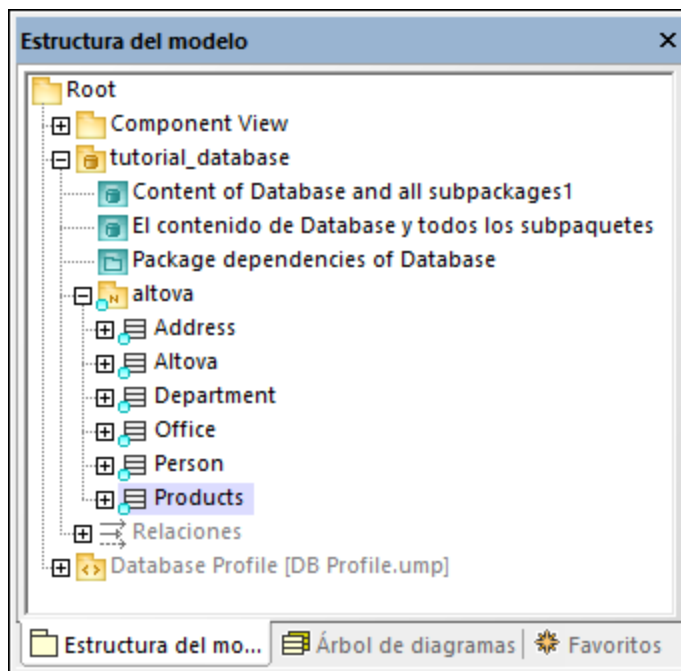 Estructura del modelo
Root
Component View
tutorial_database
Content of Database and all subpackages1
El contenido de Database y todos los subpaquetes
Package dependencies of Database
altova
Address
Altova
Department
Office
Person
Products
Relaciones
Database Profile [DB Profile.ump]
Estructura del mo... Árbol de diagramas Favoritos